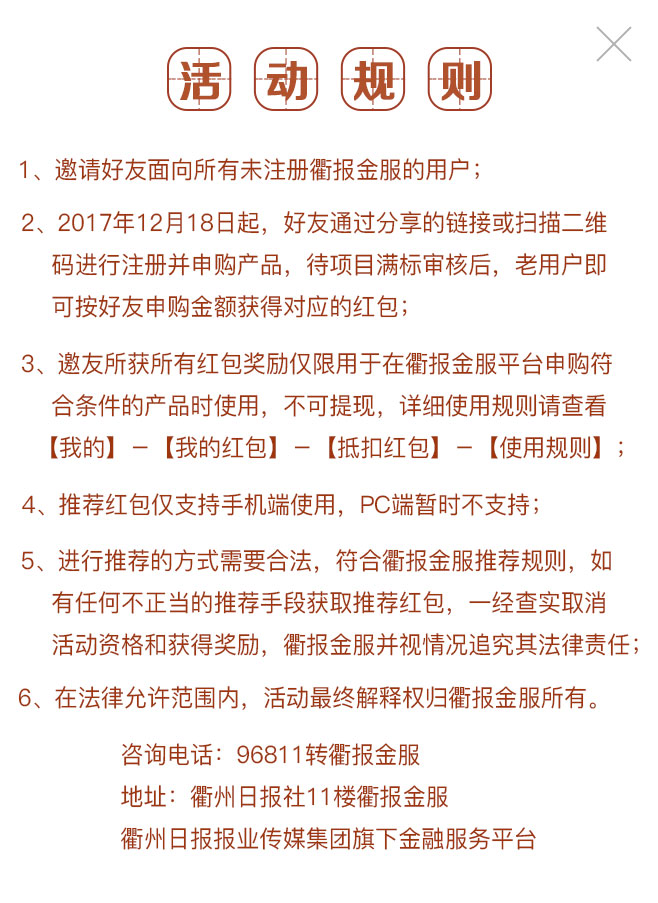 活动规则
1、邀请好友面向所有未注册衢报金服的用户；
2、2017年12月18日起，好友通过分享的链接或扫描二维
码进行注册并申购产品，待项目满标审核后，老用户即
可按好友申购金额获得对应的红包；
3、邀友所获所有红包奖励仅限用于在衢报金服平台申购符
合条件的产品时使用，不可提现，详细使用规则请查看
【我的】－【我的红包】－【抵扣红包】－【使用规则】；
4、推荐红包仅支持手机端使用，PC端暂时不支持；
5、进行推荐的方式需要合法，符合衢报金服推荐规则，如
有任何不正当的推荐手段获取推荐红包，一经查实取消
活动资格和获得奖励，衢报金服并视情况追究其法律责任；
6、在法律允许范围内，活动最终解释权归衢报金服所有。
咨询电话：96811转衢报金服
地址：衢州日报社11楼衢报金服
衢州日报报业传媒集团旗下金融服务平台